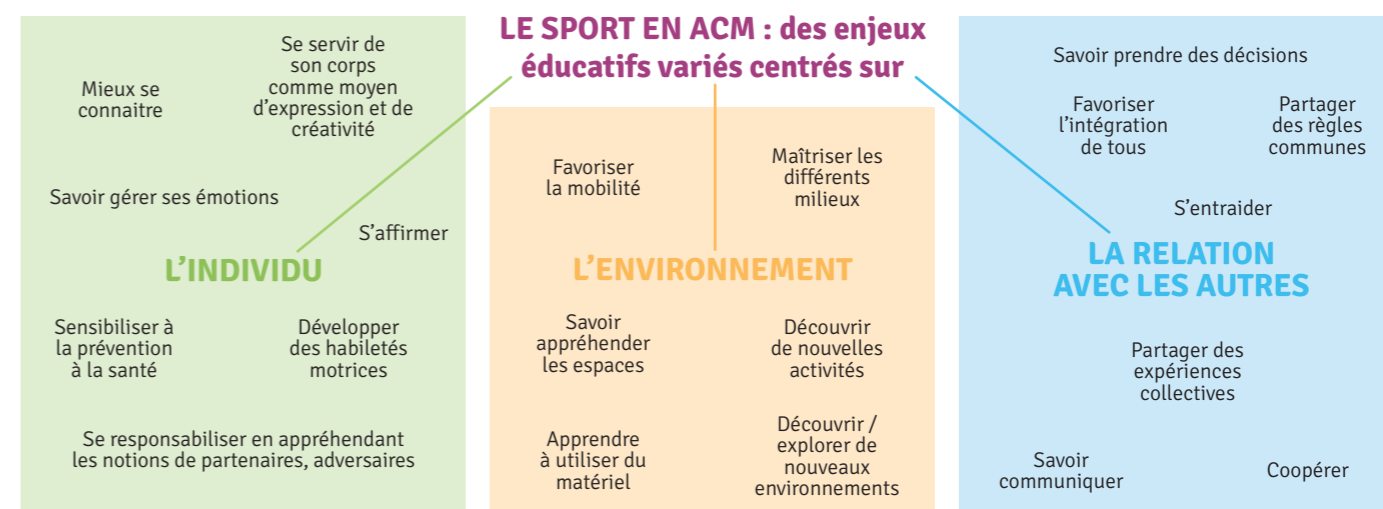 LE SPORT EN ACM : des enjeux
éducatifs variés centrés sur
Mieux se
connaitre
Se servir de
son corps
comme moyen
d'expression et de
créativité
Savoir gérer ses émotions
S'affirmer
L'INDIVIDU
Sensibiliser à
la prévention
à la santé
Développer
des habiletés
motrices
Se responsabiliser en appréhendant
les notions de partenaires, adversaires
Favoriser
la mobilité
Maîtriser les
différents
milieux
L'ENVIRONNEMENT
Savoir
appréhender
les espaces
Découvrir
de nouvelles
activités
Apprendre
à utiliser du
matériel
Découvrir /
explorer de
nouveaux
environnements
Savoir prendre des décisions
Favoriser
l'intégration
de tous
Partager
des règles
communes
S'entraider
LA RELATION
AVEC LES AUTRES
Partager des
expériences
collectives
Savoir
communiquer
Coopérer